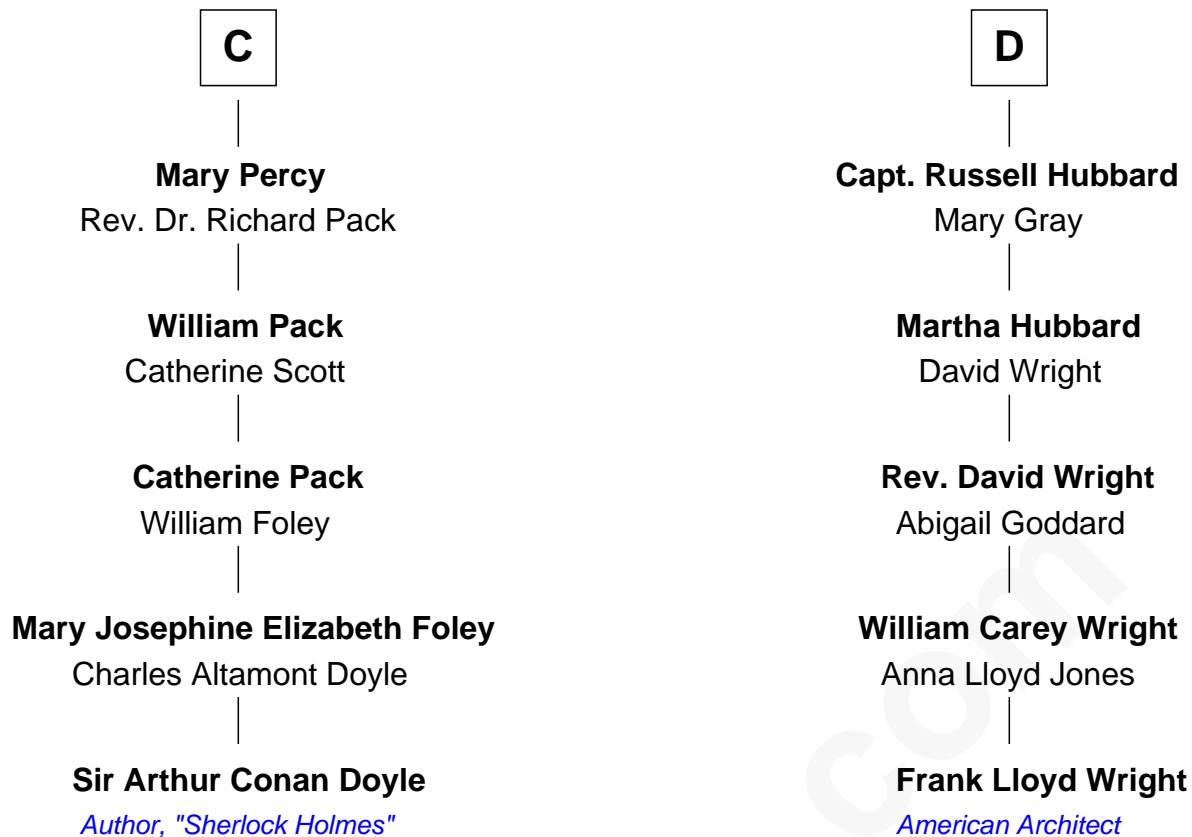 C
Mary Percy
Rev. Dr. Richard Pack
William Pack
Catherine Scott
Catherine Pack
William Foley
Mary Josephine Elizabeth Foley
Charles Altamont Doyle
Sir Arthur Conan Doyle
Author, "Sherlock Holmes"
D
Capt. Russell Hubbard
Mary Gray
Martha Hubbard
David Wright
Rev. David Wright
Abigail Goddard
William Carey Wright
Anna Lloyd Jones
Frank Lloyd Wright
American Architect
com